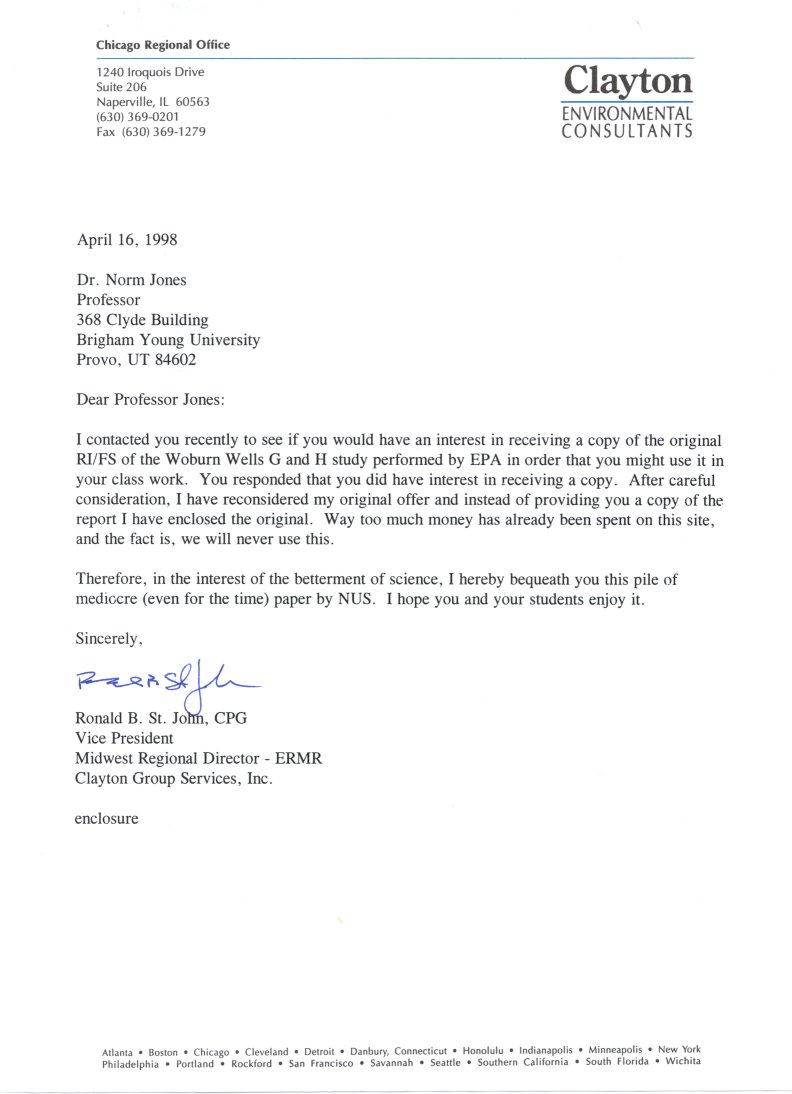 Chicago Regional Office
1240 Iroquois Drive
Suite 206
Naperville, IL 60563
(630) 369-0201
Fax (630) 369-1279
Clayton
ENVIRONMENTAL
CONSULTANTS
April 16, 1998
Dr. Norm Jones
Professor
368 Clyde Building
Brigham Young University
Provo, UT 84602
Dear Professor Jones:
I contacted you recently to see if you would have an interest in receiving a copy of the original
RI/FS of the Woburn Wells G and H study performed by EPA in order that you might use it in
your class work. You responded that you did have interest in receiving a copy. After careful
consideration, I have reconsidered my original offer and instead of providing you a copy of the
report I have enclosed the original. Way too much money has already been spent on this site,
and the fact is, we will never use this.
Therefore, in the interest of the betterment of science, I hereby bequeath you this pile of
mediocre (even for the time) paper by NUS. I hope you and your students enjoy it.
Sincerely,
Ronald B. St. John, CPG
Vice President
Midwest Regional Director - ERMR
Clayton Group Services, Inc.
enclosure
Atlanta • Boston • Chicago • Cleveland • Detroit • Danbury, Connecticut • Honolulu • Indianapolis • Minneapolis • New York
Philadelphia • Portland • Rockford • San Francisco • Savannah • Seattle • Southern California • South Florida • Wichita